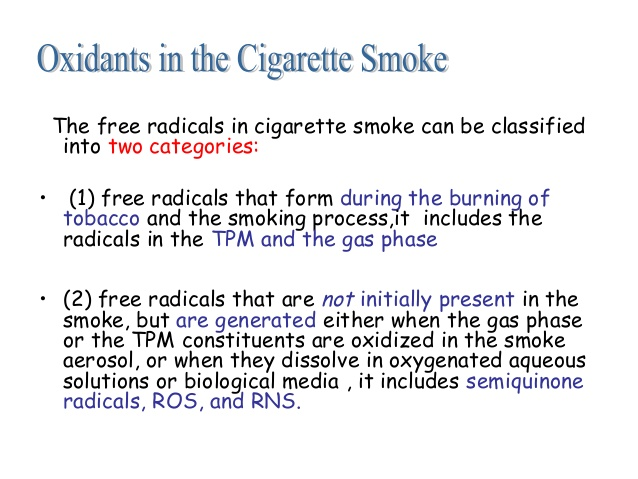 Oxidants in the Cigarette Smoke
The free radicals in cigarette smoke can be classified
into two categories:
• (1) free radicals that form during the burning of
tobacco and the smoking process,it includes the
radicals in the TPM and the gas phase
• (2) free radicals that are not initially present in the
smoke, but are generated either when the gas phase
or the TPM constituents are oxidized in the smoke
aerosol, or when they dissolve in oxygenated aqueous
solutions or biological media , it includes semiquinone
radicals, ROS, and RNS.